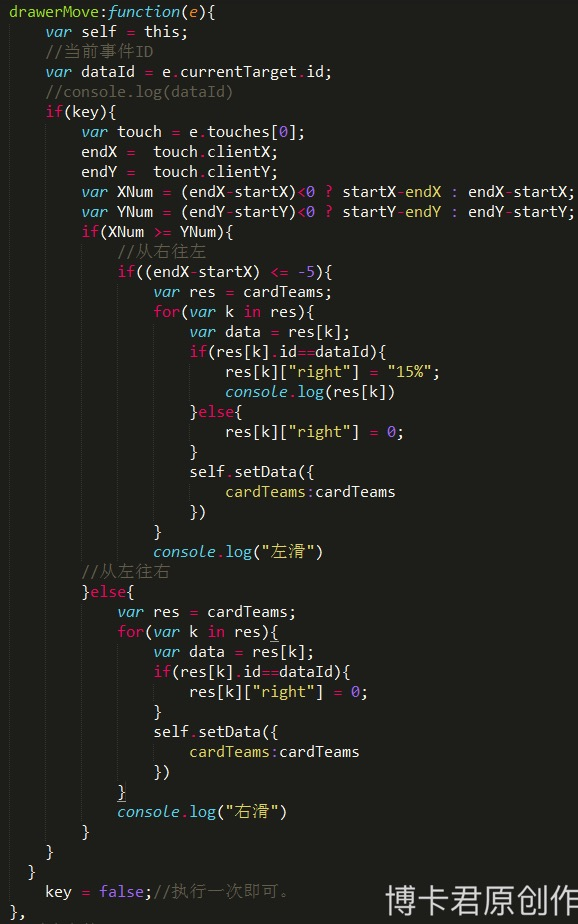 drawerMove:function(e){
    var self = this;
    //当前事件ID
    var dataId = e.currentTarget.id;
    //console.log(dataId)
    if(key){
        var touch = e.touches[0];
        endX =  touch.clientX;
        endY =  touch.clientY;
        var XNum = (endX-startX)<0 ? startX-endX : endX-startX;
        var YNum = (endY-startY)<0 ? startY-endY : endY-startY;
        if(XNum >= YNum){
            //从右往左
            if((endX-startX) <= -5){
                var res = cardTeams;
                for(var k in res){
                    var data = res[k];
                    if(res[k].id==dataId){
                        res[k]["right"] = "15%";
                        console.log(res[k])
                    }else{
                        res[k]["right"] = 0;
                    }
                    self.setData({
                        cardTeams:cardTeams
                    })
                }
                console.log("左滑")
        //从左往右
        }else{
            var res = cardTeams;
            for(var k in res){
                var data = res[k];
                if(res[k].id==dataId){
                    res[k]["right"] = 0;
                }
                self.setData({
                    cardTeams:cardTeams
                })
            }
            console.log("右滑")
        }
    }
  }
    key = false;//执行一次即可。
},
博卡君原创作